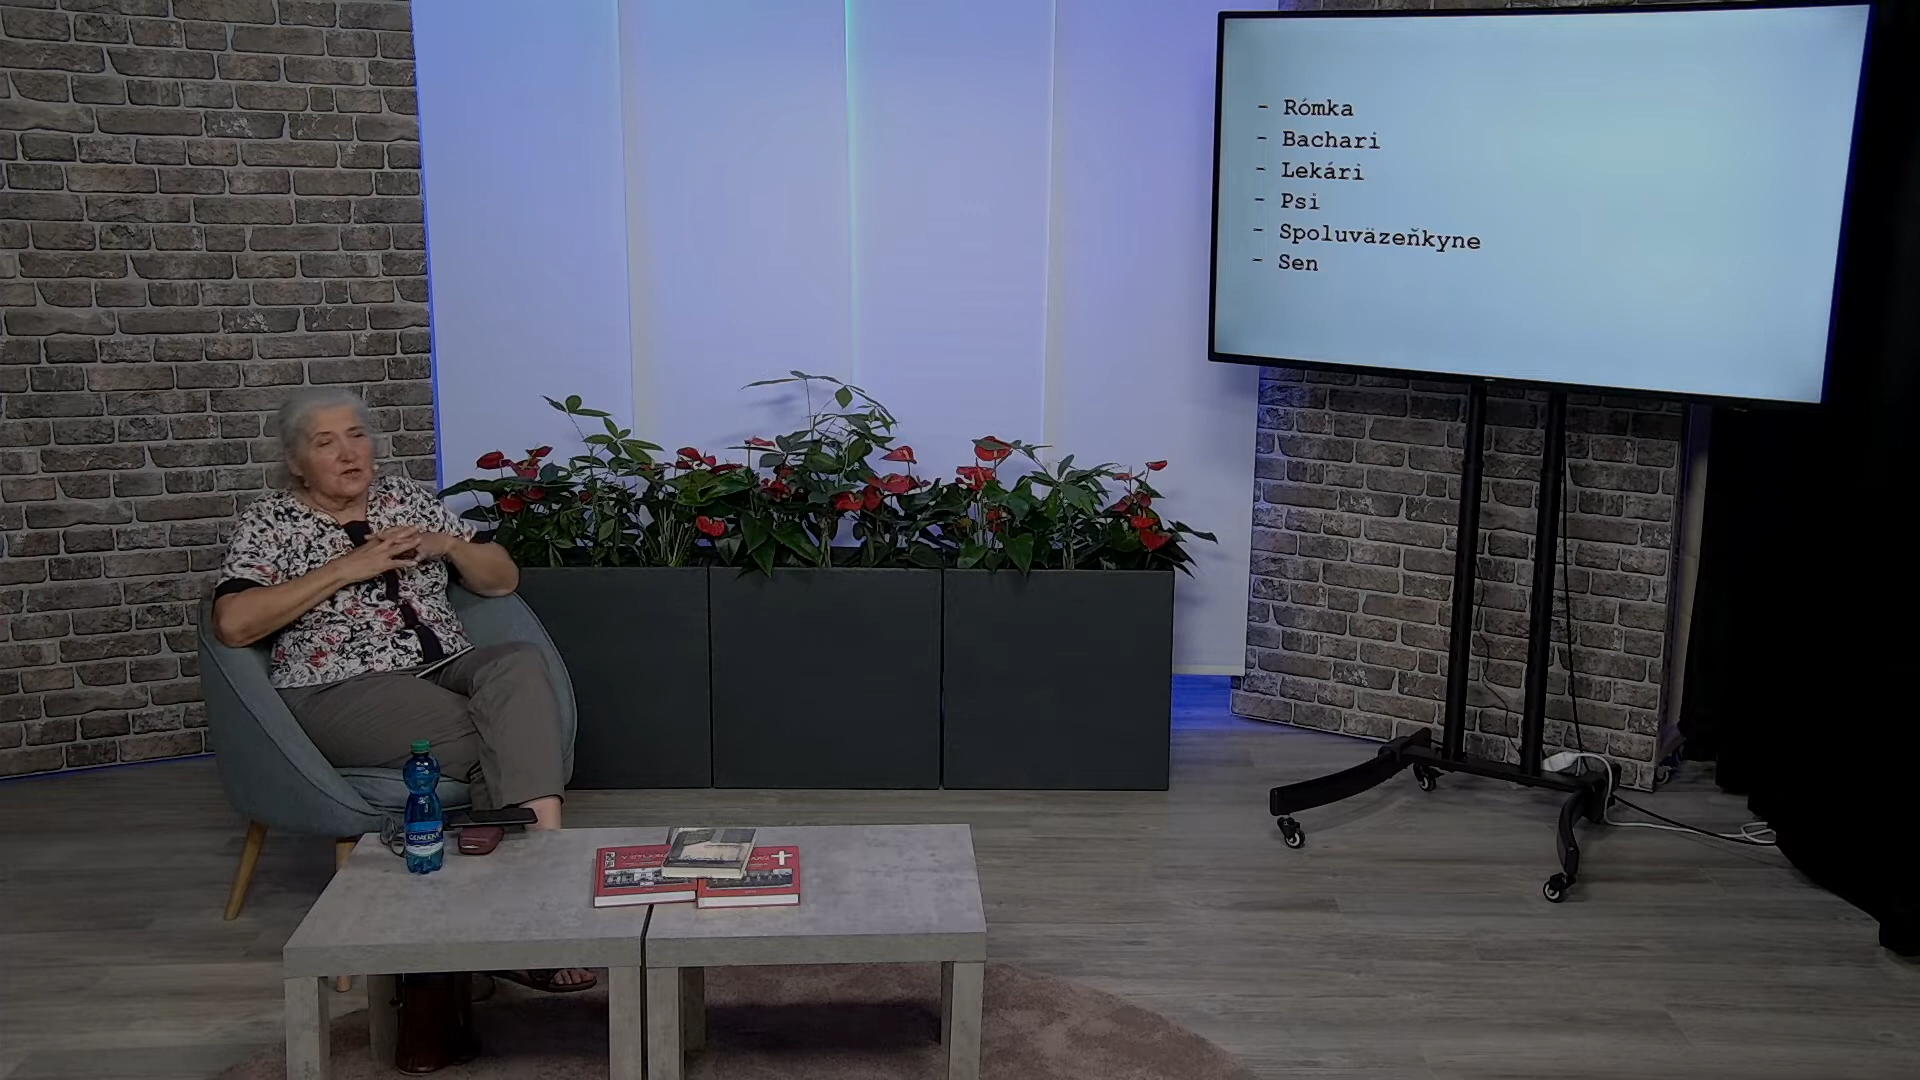 - Rómka
- Bachari
- Lekári
- Psi
- Spoluväzeňkyne
- Sen